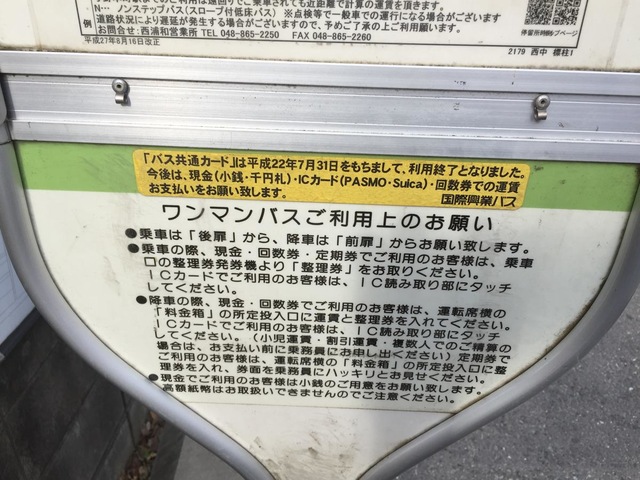 N…ノンステップバス(スロープ付低床バス) ※点検等で一般車での運行になる場合がございます
道路状況により遅延が発生する場合がございますので、予めご了承の上ご利用願います。
お問合せ:西浦和営業所 TEL 048-865-2250 FAX 048-865-2260
例
平成27年8月16日改正
停留所時刻ページ
2179 西中 標柱1
「バス共通カード」は平成22年7月31日をもちまして、利用終了となりました。
今後は、現金(小銭・千円札)・ICカード(PASMO・Suica)・回数券での運賃
お支払いをお願い致します。
国際興業バス
ワンマンバスご利用上のお願い
●乗車は「後扉」から、降車は「前扉」からお願い致します。
●乗車の際、現金・回数券・定期券でご利用のお客様は、乗車
口の整理券発券機より「整理券」をお取りください。
ICカードでご利用のお客様は、IC読み取り部にタッチ
してください。
●降車の際、現金・回数券でご利用のお客様は、運転席横の
「料金箱」の所定投入口に運賃と整理券を入れてください。
ICカードでご利用のお客様は、IC読み取り部にタッチ
してください。(小児運賃・割引運賃・複数人でのご精算の
場合は、お支払い前に乗務員にお申し出ください)定期券で
ご利用のお客様は、運転席横の「料金箱」の所定投入口に整
理券を入れ、券面を乗務員にハッキリとお見せください。
●現金でご利用のお客様は小銭のご用意をお願い致します。
高額紙幣はお取扱いできませんのでご注意ください。